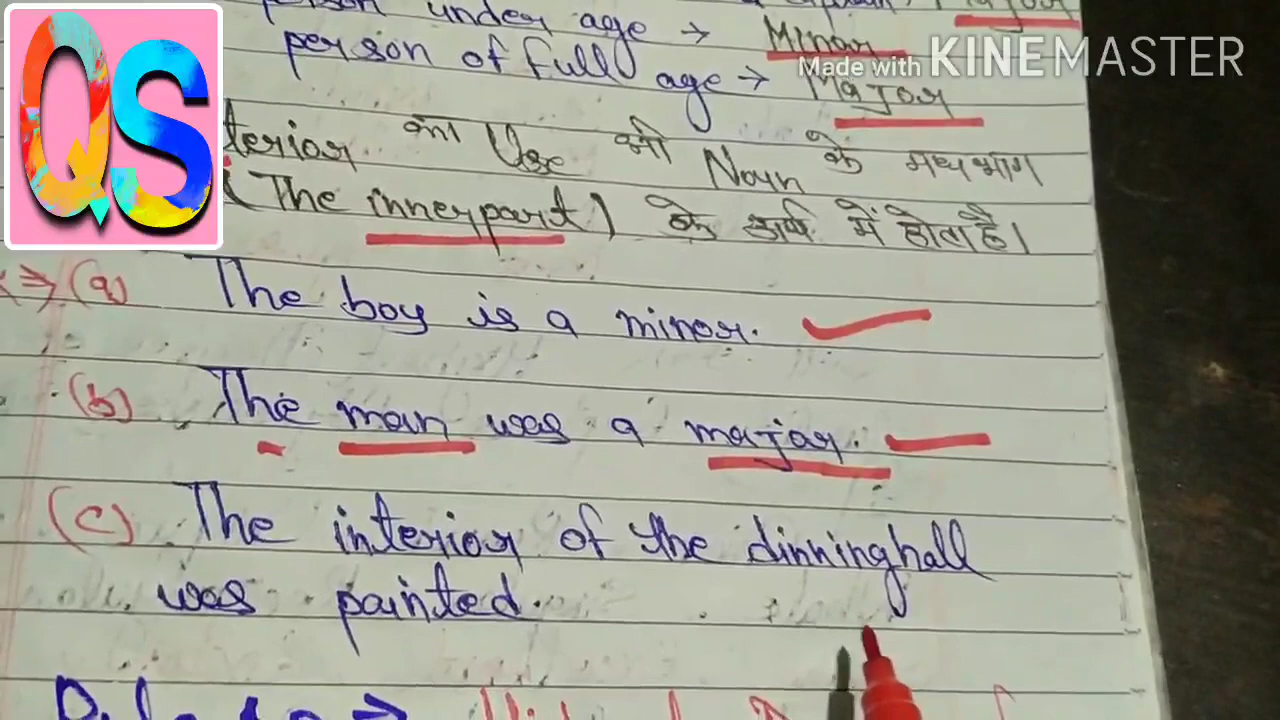 QS
under age → Minor
person of full age → Major
Made with KINEMASTER
terior का Use भी Noun के मध्यभाग
(The innerpart) के अर्थ में होता है।
⇒ (a) The boy is a minor.
(b) The man was a major.
(c) The interior of the dinninghall
was painted.